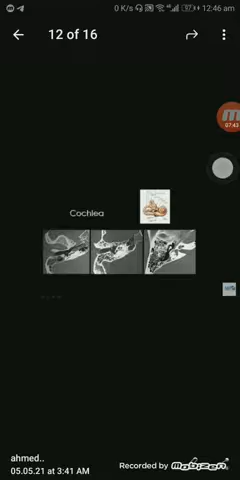 0 K/s 97 12:46 am
12 of 16
07:43
Cochlea
ahmed..
05.05.21 at 3:41 AM
Recorded by mobizen